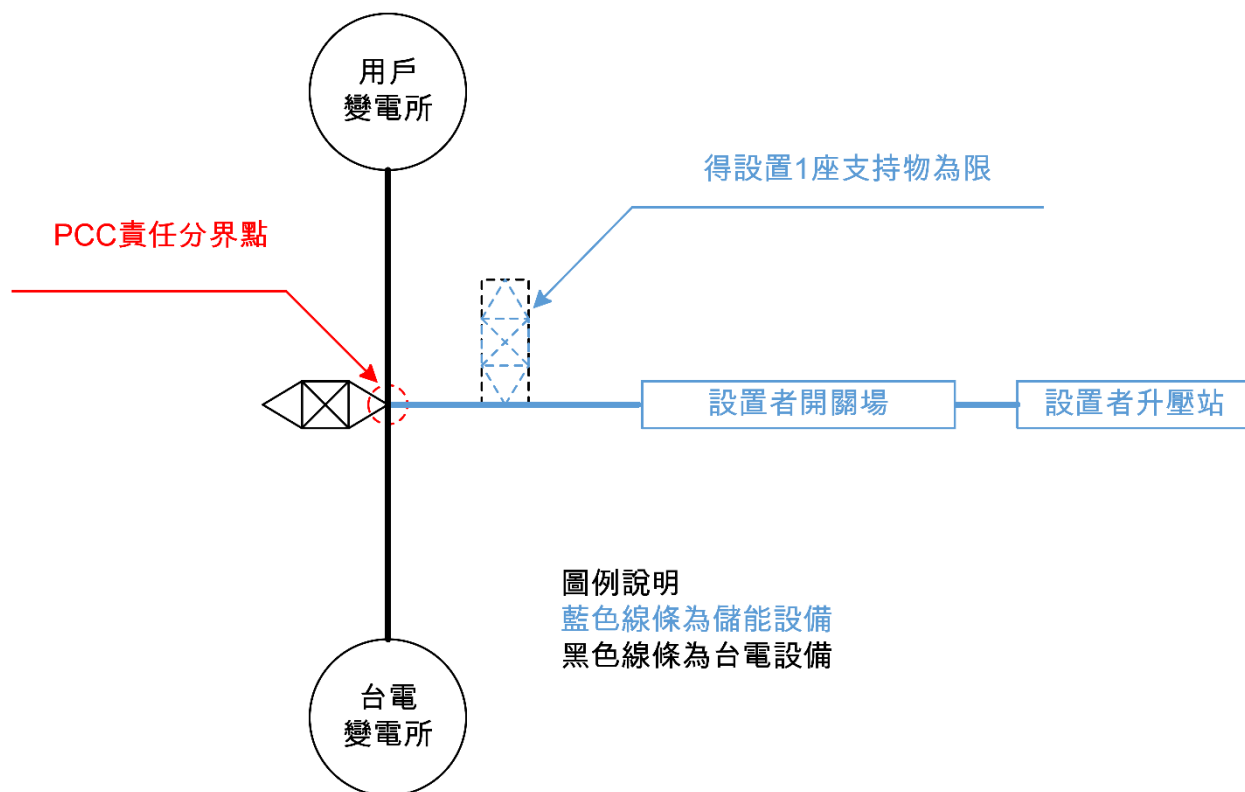 用戶
變電所
得設置1座支持物為限
PCC責任分界點
設置者開關場
設置者升壓站
圖例說明
藍色線條為儲能設備
黑色線條為台電設備
台電
變電所